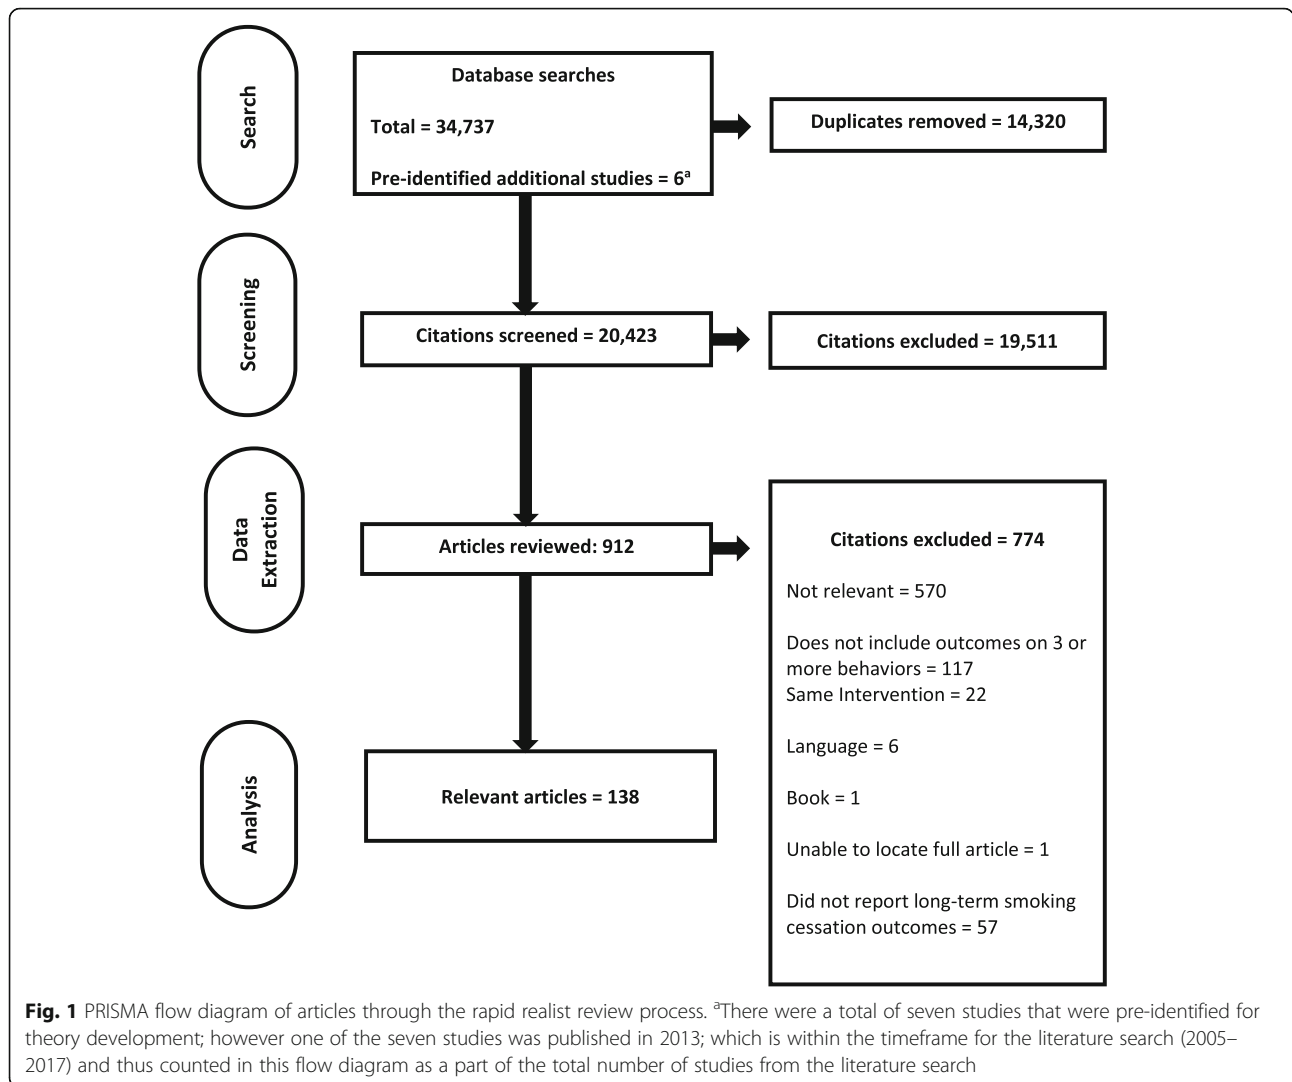 Search
Database searches
Total = 34,737
Pre-identified additional studies = 6a
Duplicates removed = 14,320
Screening
Citations screened = 20,423
Citations excluded = 19,511
Data
Extraction
Articles reviewed: 912
Citations excluded = 774
Not relevant = 570
Does not include outcomes on 3 or
more behaviors = 117
Same Intervention = 22
Language = 6
Book = 1
Unable to locate full article = 1
Did not report long-term smoking
cessation outcomes = 57
Analysis
Relevant articles = 138
Fig. 1 PRISMA flow diagram of articles through the rapid realist review process. aThere were a total of seven studies that were pre-identified for
theory development; however one of the seven studies was published in 2013; which is within the timeframe for the literature search (2005–
2017) and thus counted in this flow diagram as a part of the total number of studies from the literature search